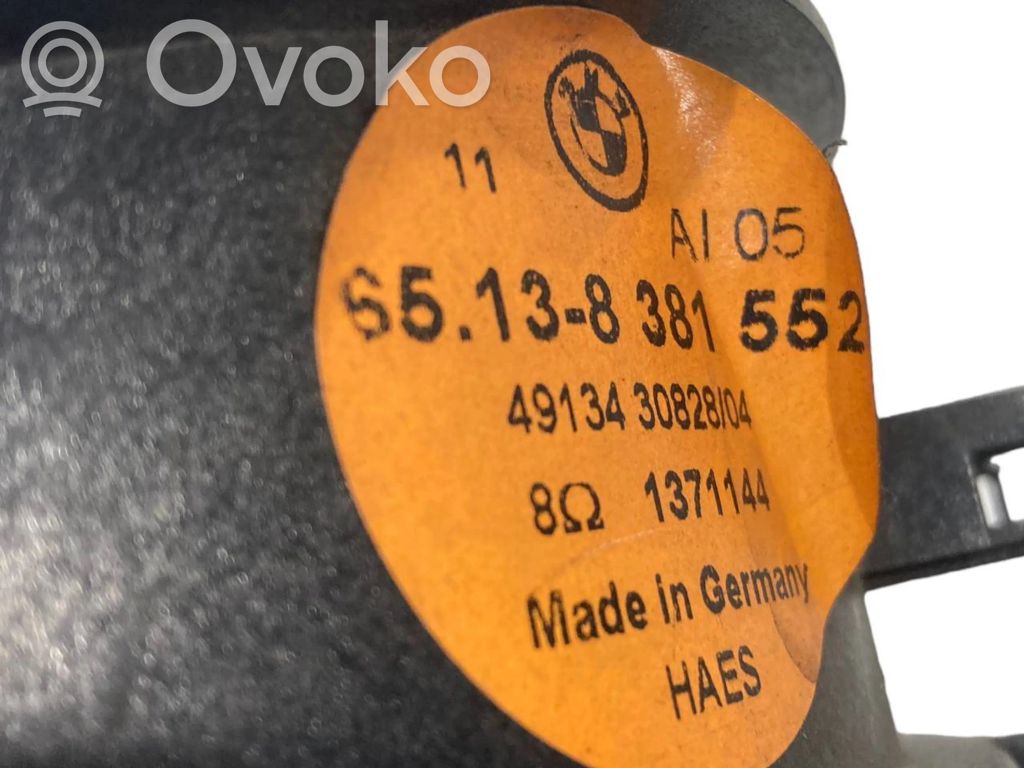 Ovoko
11
AI 05
65.13-8 381 552
49134 30828/04
8Ω 1371144
Made in Germany
HAES